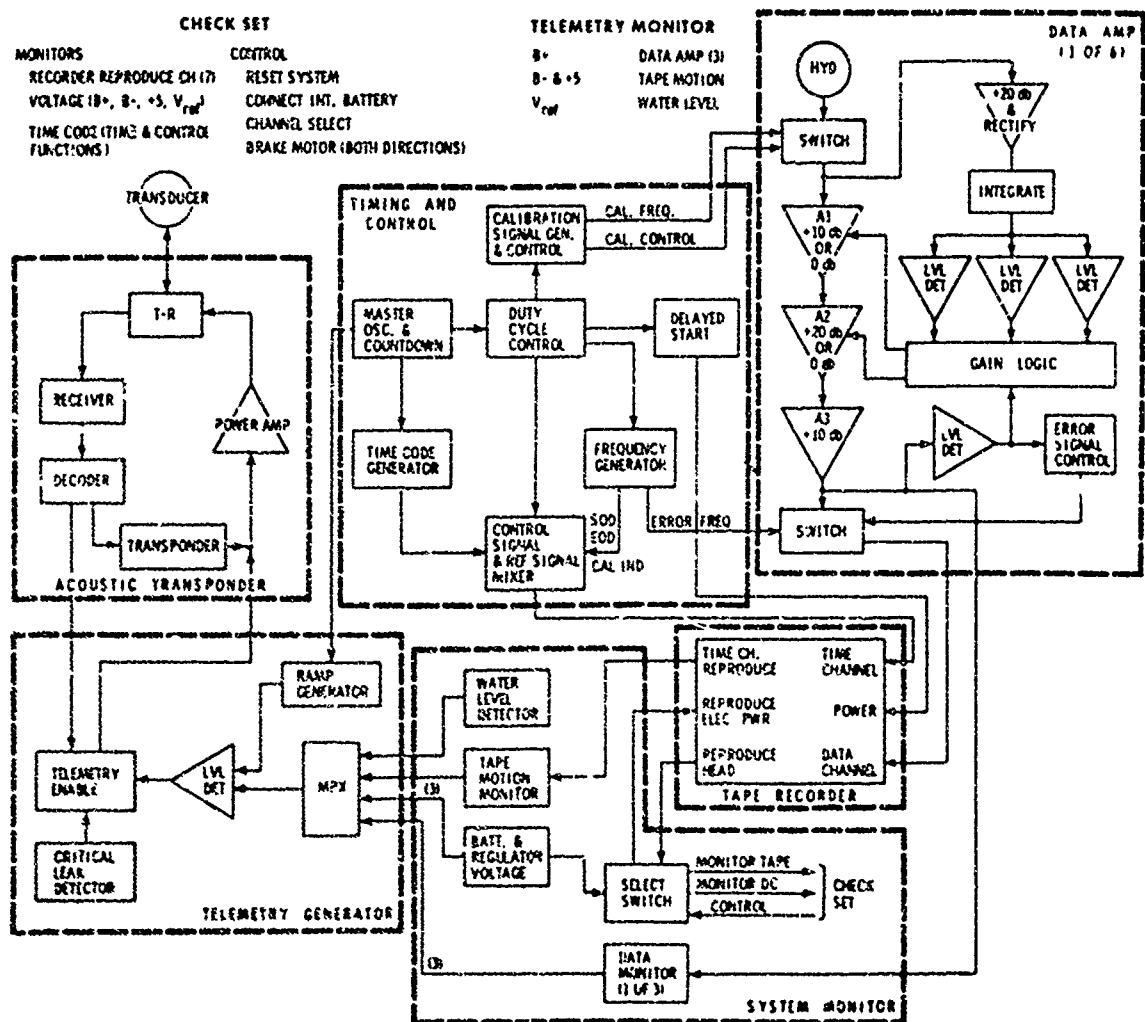 CHECK SET
MONITORS
RECORDER REPRODUCE CH (7)
VOLTAGE (B+, B-, +5, Vref)
TIME CODE (TIME & CONTROL
FUNCTIONS)
CONTROL
RESET SYSTEM
CONNECT INT. BATTERY
CHANNEL SELECT
BRAKE MOTOR (BOTH DIRECTIONS)
TELEMETRY MONITOR
B+
B- & +5
Vref
DATA AMP (3)
TAPE MOTION
WATER LEVEL
DATA AMP
(1 OF 6)
HYD
SWITCH
+20 db
&
RECTIFY
INTEGRATE
LVL
DET
LVL
DET
LVL
DET
GAIN LOGIC
A1
+10 db
OR
0 db
A2
+20 db
OR
0 db
A3
+10 db
LVL
DET
ERROR
SIGNAL
CONTROL
SWITCH
TRANSDUCER
T-R
RECEIVER
POWER AMP
DECODER
TRANSPONDER
ACOUSTIC TRANSPONDER
TIMING AND
CONTROL
CALIBRATION
SIGNAL GEN.
& CONTROL
CAL. FREQ.
CAL. CONTROL
MASTER
OSC. &
COUNTDOWN
DUTY
CYCLE
CONTROL
DELAYED
START
TIME CODE
GENERATOR
FREQUENCY
GENERATOR
CONTROL
SIGNAL
& REF SIGNAL
MIXER
SOD
EOD
CAL IND
ERROR FREQ
RAMP
GENERATOR
TELEMETRY
ENABLE
LVL
DET
MPX
CRITICAL
LEAK
DETECTOR
TELEMETRY GENERATOR
WATER
LEVEL
DETECTOR
TAPE
MOTION
MONITOR
(3)
BATT. &
REGULATOR
VOLTAGE
SELECT
SWITCH
MONITOR TAPE
MONITOR DC
CONTROL
CHECK
SET
(3)
DATA
MONITOR
(1 OF 3)
SYSTEM MONITOR
TIME CH.
REPRODUCE
TIME
CHANNEL
REPRODUCE
ELEC PWR
POWER
REPRODUCE
HEAD
DATA
CHANNEL
TAPE RECORDER